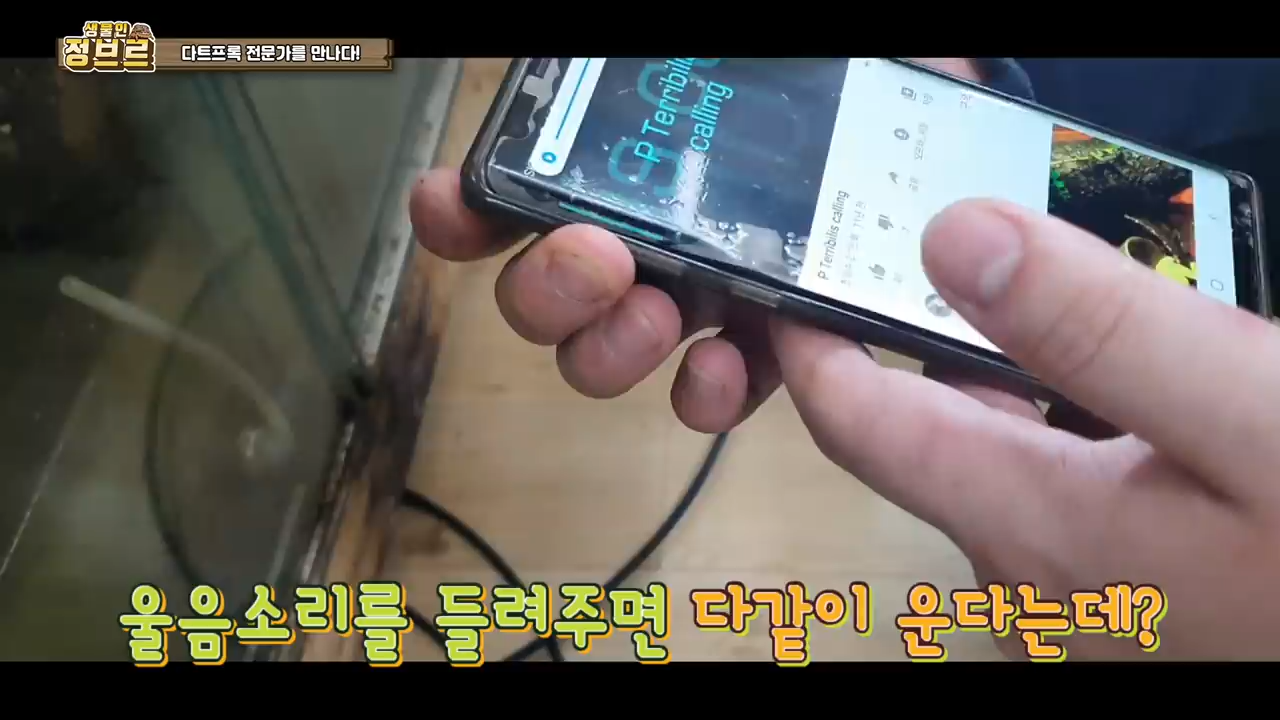 생물인
정브르
다트프록 전문가를 만나다!
P Terribilis
calling
P Terribilis calling
울음소리를 들려주면 다같이 운다는데?